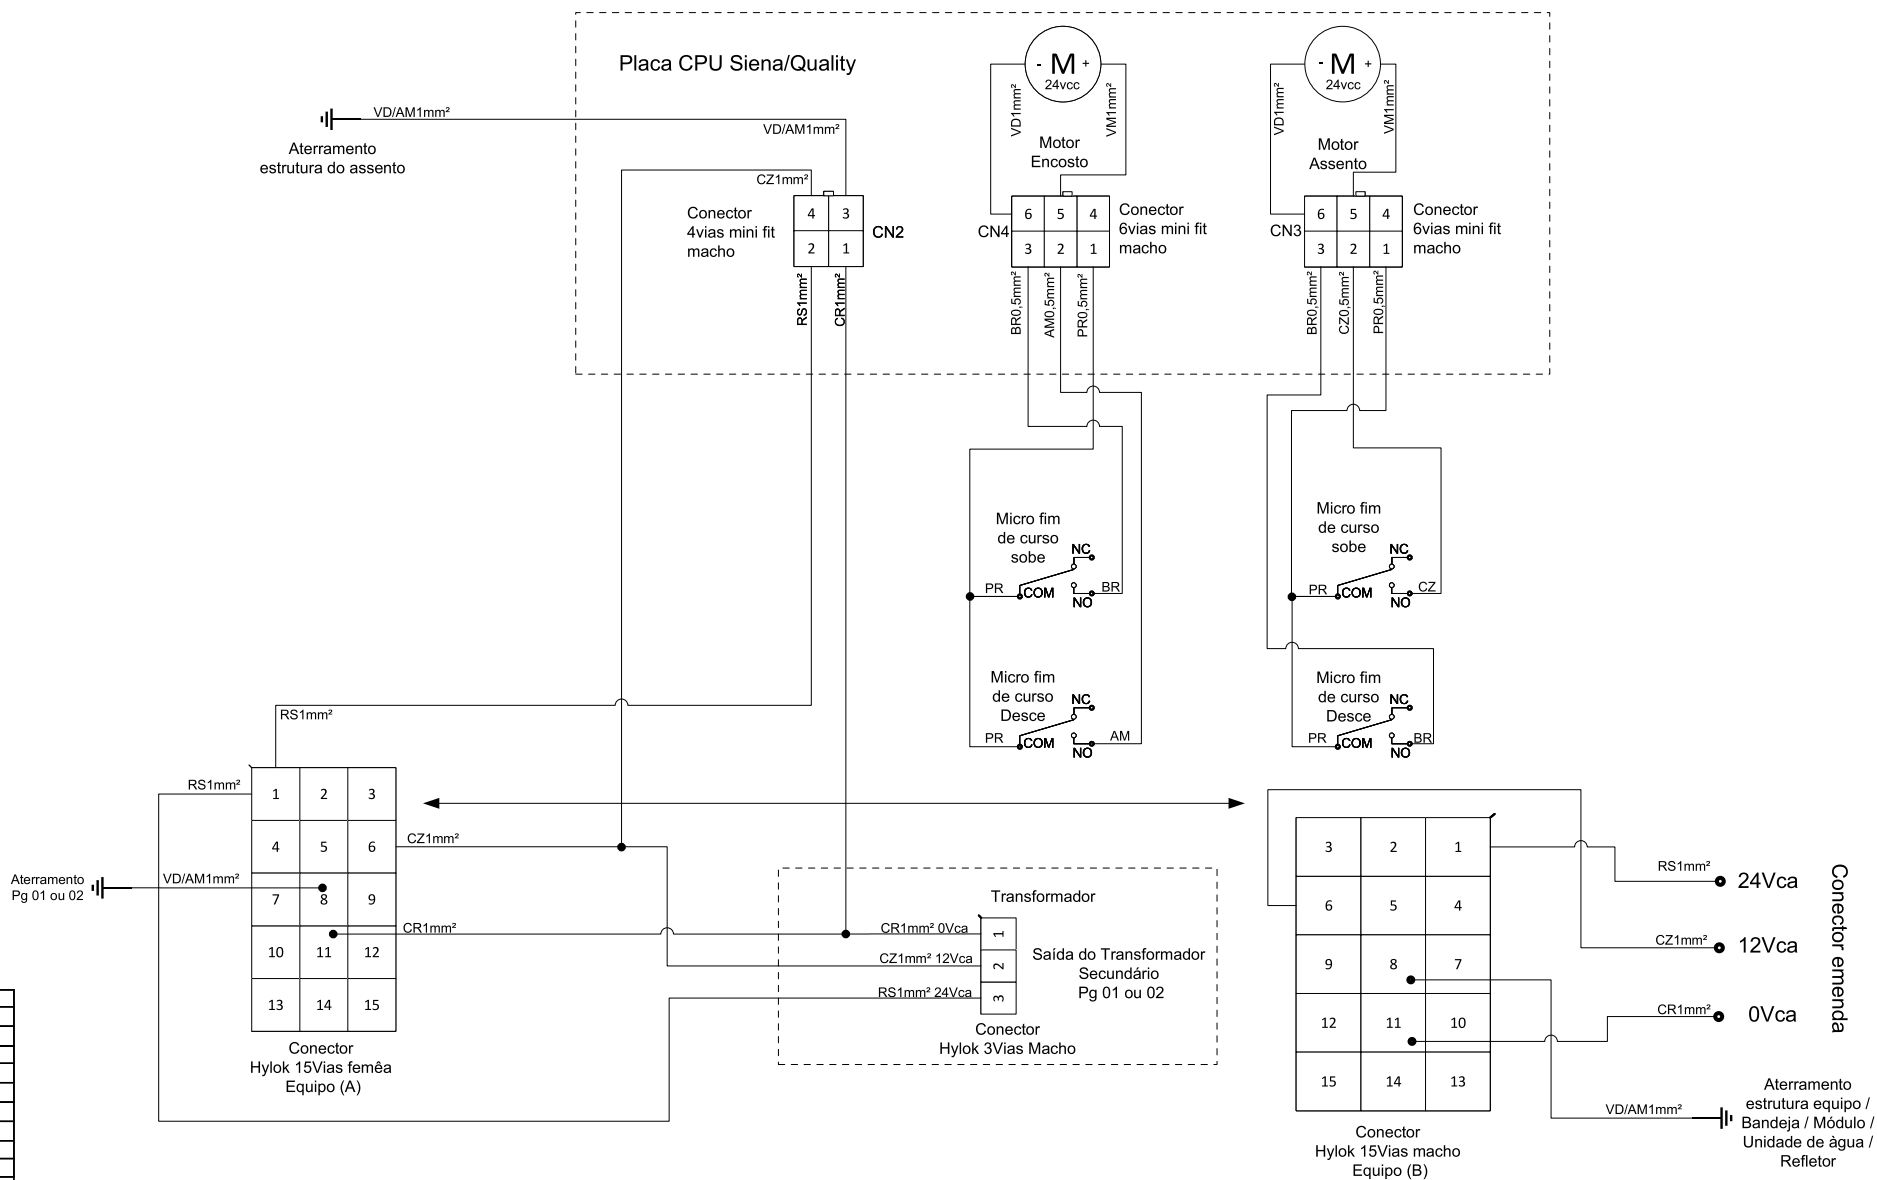 Placa CPU Siena/Quality
- M +
24vcc
VD1mm²
VM1mm²
Motor
Encosto
- M +
24vcc
VD1mm²
VM1mm²
Motor
Assento
VD/AM1mm²
VD/AM1mm²
Aterramento
estrutura do assento
CZ1mm²
Conector
4vias mini fit
macho
4 3
2 1
CN2
RS1mm²
CR1mm²
CN4
6 5 4
3 2 1
Conector
6vias mini fit
macho
BR0,5mm²
AM0,5mm²
PR0,5mm²
CN3
6 5 4
3 2 1
Conector
6vias mini fit
macho
BR0,5mm²
CZ0,5mm²
PR0,5mm²
Micro fim
de curso
sobe
NC
PR
COM
BR
NO
Micro fim
de curso
Desce
NC
PR
COM
AM
NO
Micro fim
de curso
sobe
NC
PR
COM
CZ
NO
Micro fim
de curso
Desce
NC
PR
COM
BR
NO
RS1mm²
RS1mm²
1 2 3
4 5 6
7 8 9
10 11 12
13 14 15
CZ1mm²
Aterramento
Pg 01 ou 02
VD/AM1mm²
CR1mm²
Conector
Hylok 15Vias femêa
Equipo (A)
Transformador
CR1mm² 0Vca
CZ1mm² 12Vca
RS1mm² 24Vca
1
2
3
Saída do Transformador
Secundário
Pg 01 ou 02
Conector
Hylok 3Vias Macho
3 2 1
6 5 4
9 8 7
12 11 10
15 14 13
Conector
Hylok 15Vias macho
Equipo (B)
RS1mm²
24Vca
CZ1mm²
12Vca
CR1mm²
0Vca
Conector emenda
VD/AM1mm²
Aterramento
estrutura equipo /
Bandeja / Módulo /
Unidade de àgua /
Refletor